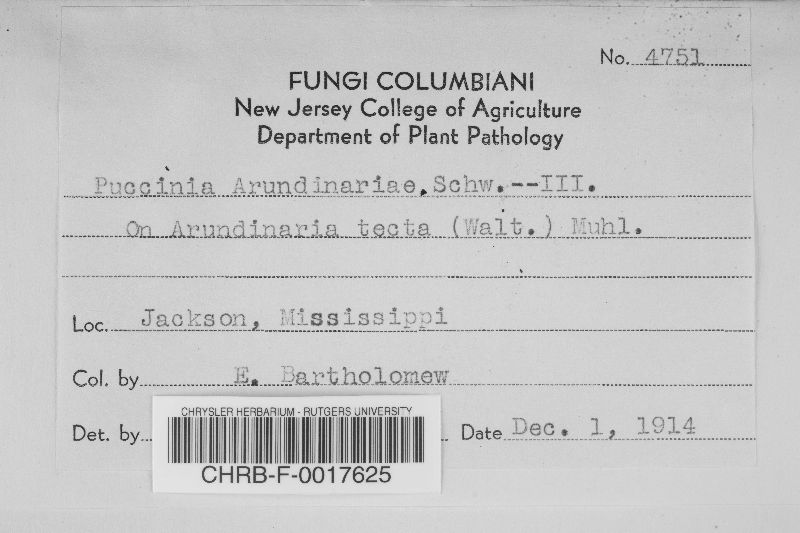 No. 4751
FUNGI COLUMBIANI
New Jersey College of Agriculture
Department of Plant Pathology
Puccinia Arundinariae, Schw.--III.
On Arundinaria tecta (Walt.) Muhl.
Loc. Jackson, Mississippi
Col. by E. Bartholomew
Det. by Date Dec. 1, 1914
CHRYSLER HERBARIUM - RUTGERS UNIVERSITY
CHRB-F-0017625